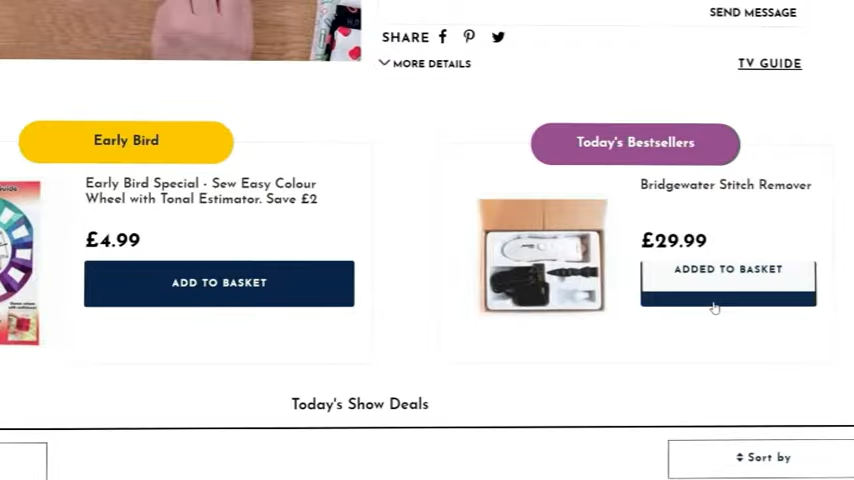 SEND MESSAGE
SHARE
MORE DETAILS
TV GUIDE
Early Bird
Today's Bestsellers
Early Bird Special - Sew Easy Colour
Wheel with Tonal Estimator. Save £2
£4.99
ADD TO BASKET
Bridgewater Stitch Remover
£29.99
ADDED TO BASKET
Today's Show Deals
Sort by